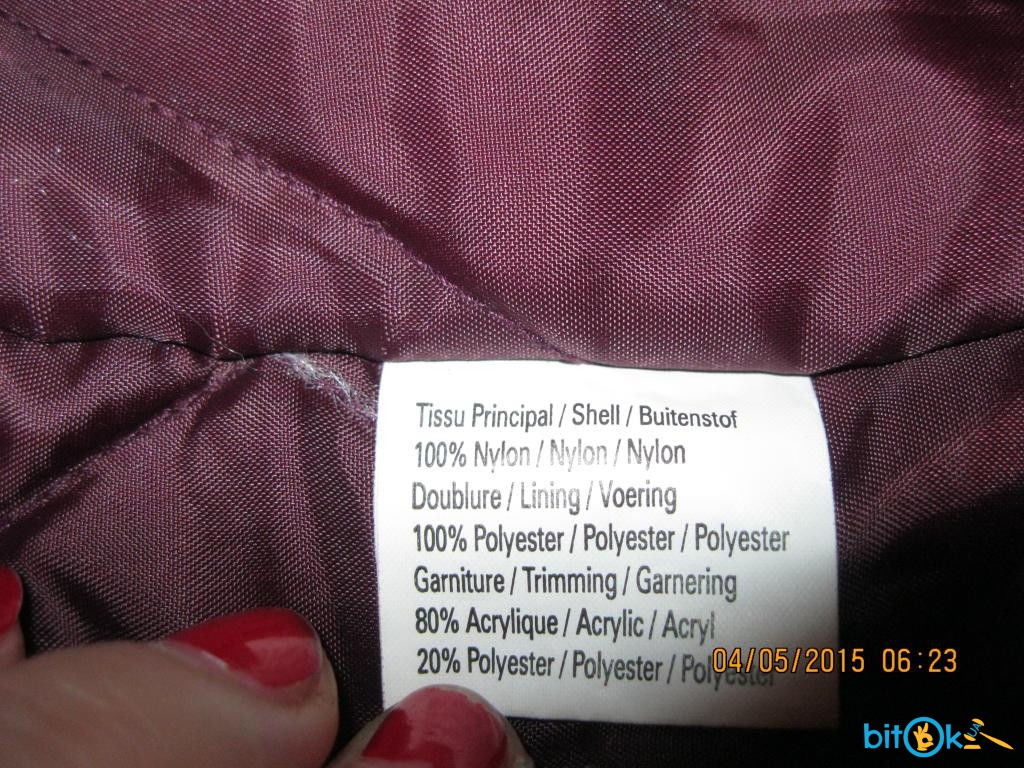 Tissu Principal / Shell / Buitenstof
100% Nylon / Nylon / Nylon
Doublure / Lining / Voering
100% Polyester / Polyester / Polyester
Garniture / Trimming / Garnering
80% Acrylique / Acrylic / Acryl
20% Polyester / Polyester / Polyester
04/05/2015 06:23
bitOk UA